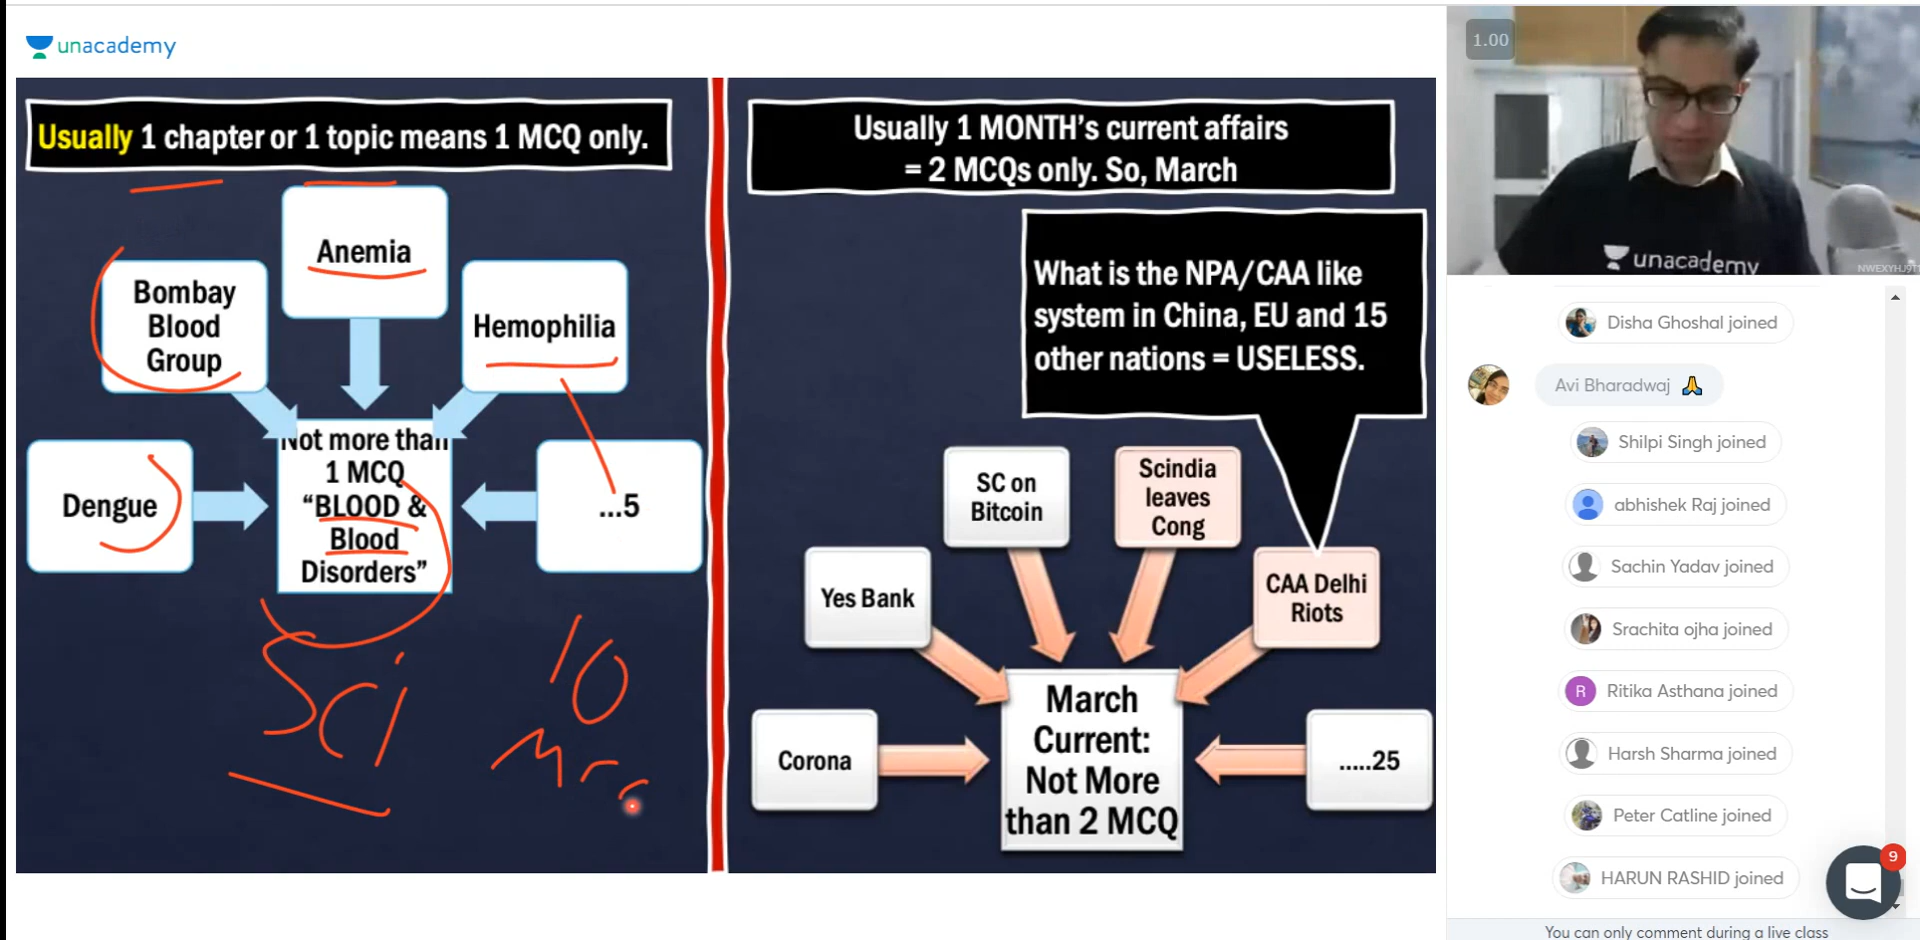 unacademy
Usually 1 chapter or 1 topic means 1 MCQ only.
Anemia
Bombay
Blood
Group
Hemophilia
Dengue
Not more than
1 MCQ
“BLOOD &
Blood
Disorders”
...5
Sci
10
Usually 1 MONTH's current affairs
= 2 MCQs only. So, March
What is the NPA/CAA like
system in China, EU and 15
other nations = USELESS.
SC on
Bitcoin
Scindia
leaves
Cong
Yes Bank
CAA Delhi
Riots
Corona
March
Current:
Not More
than 2 MCQ
.....25
1.00
unacademy
Disha Ghoshal joined
Avi Bharadwaj 🙏
Shilpi Singh joined
abhishek Raj joined
Sachin Yadav joined
Srachita ojha joined
R
Ritika Asthana joined
Harsh Sharma joined
Peter Catline joined
HARUN RASHID joined
9
You can only comment during a live class